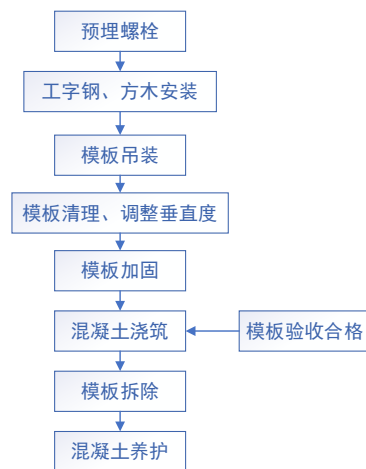 预埋螺栓
工字钢、方木安装
模板吊装
模板清理、调整垂直度
模板加固
混凝土浇筑
模板验收合格
模板拆除
混凝土养护